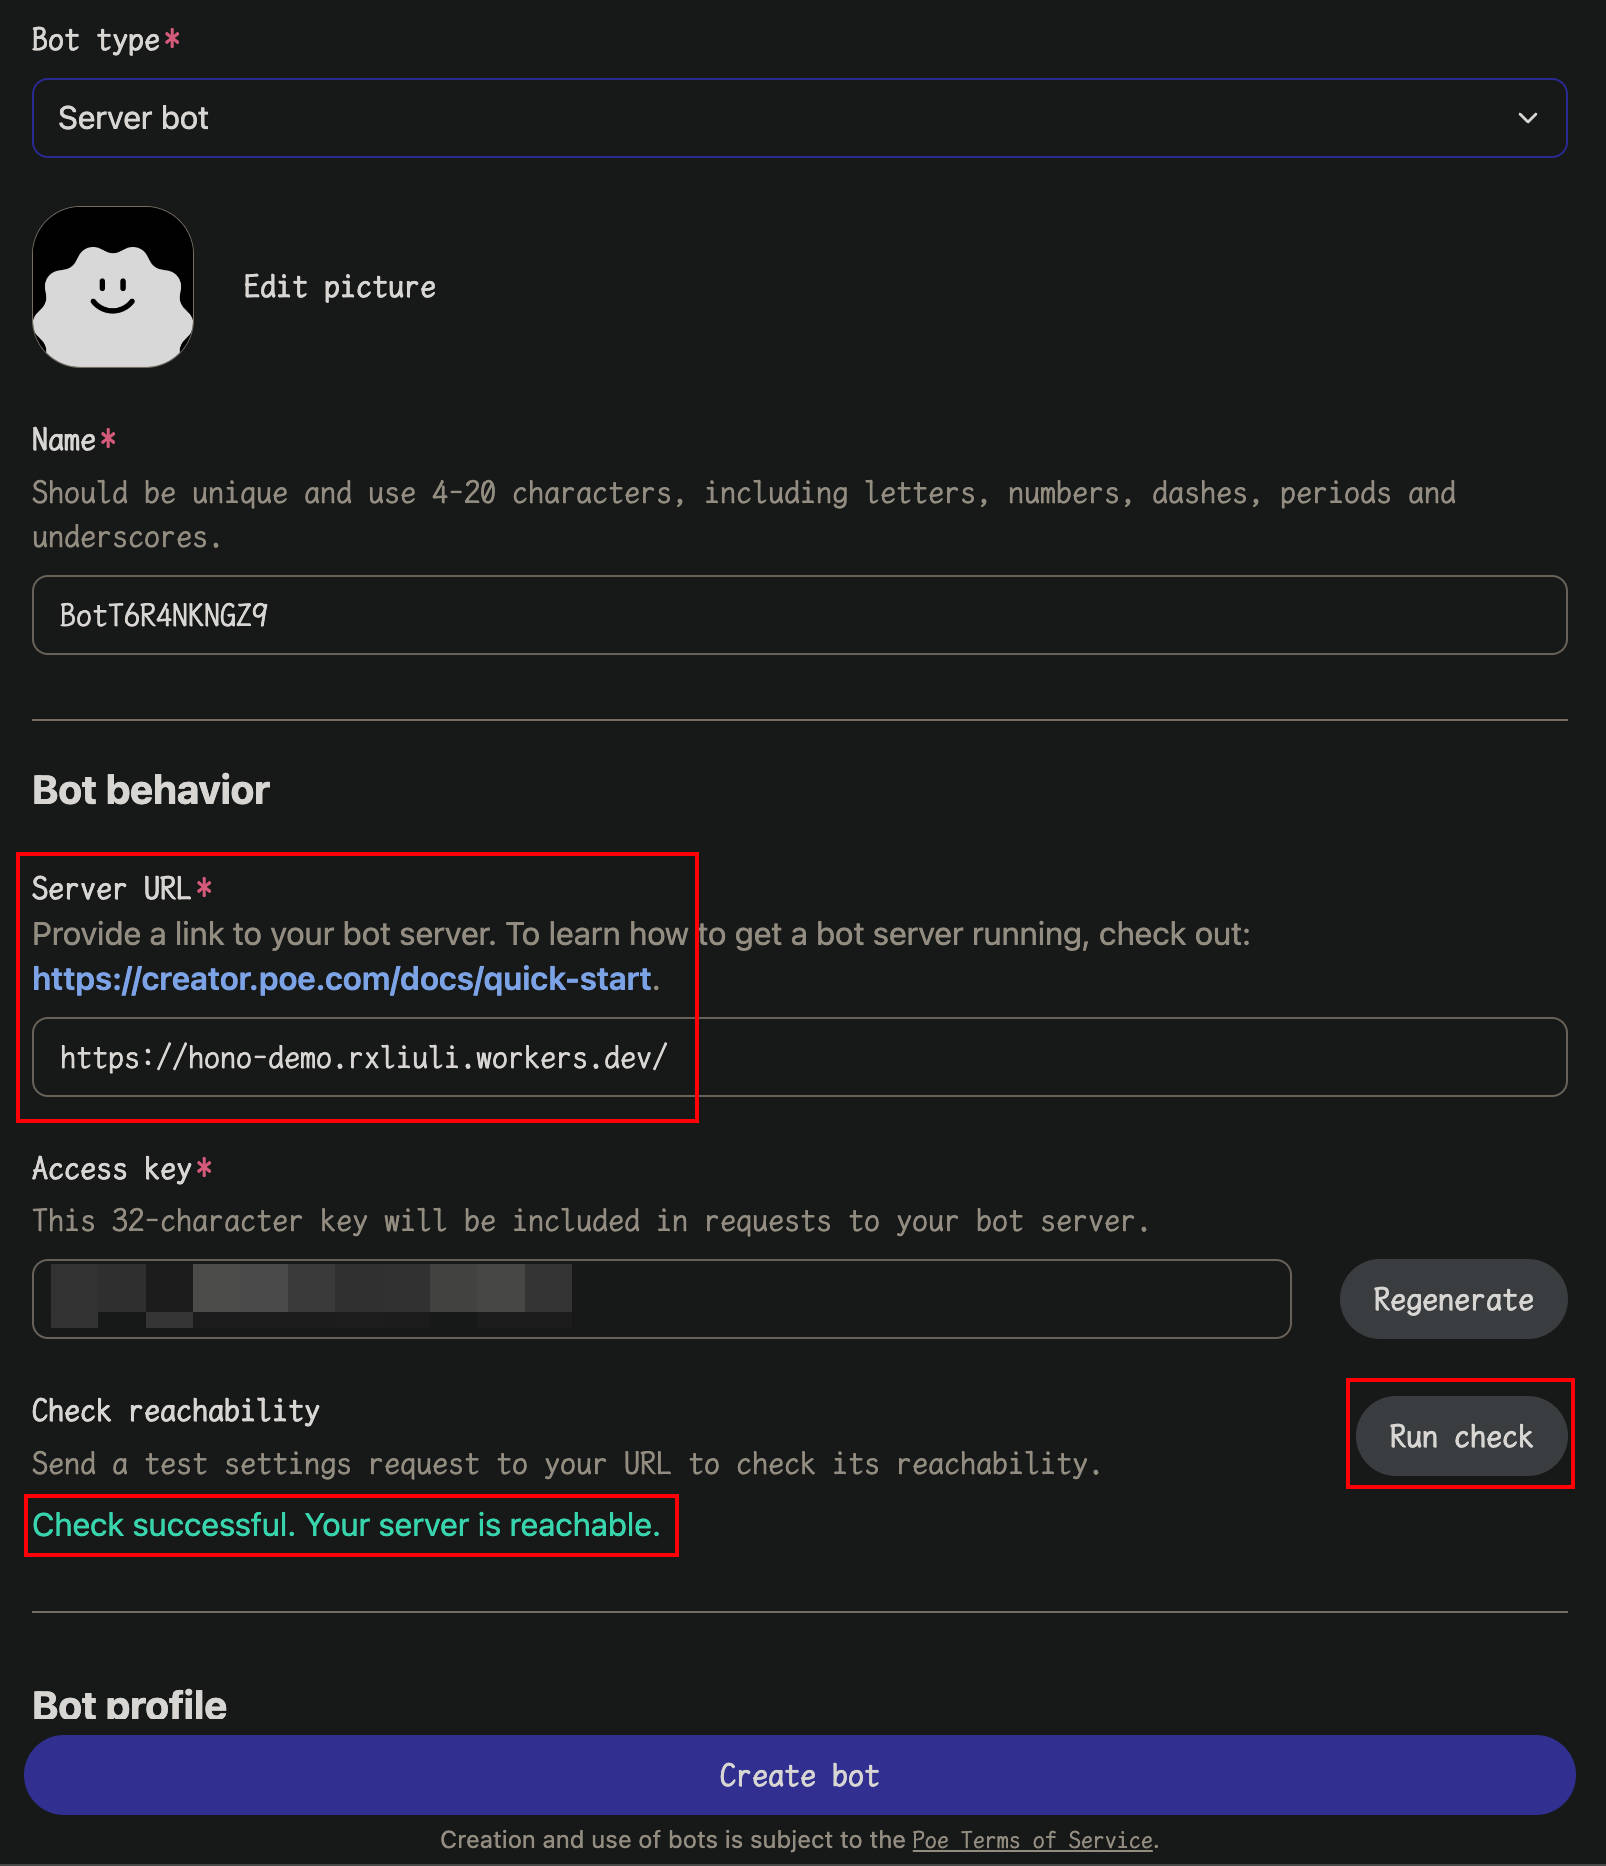 Bot type*
Server bot
Edit picture
Name*
Should be unique and use 4-20 characters, including letters, numbers, dashes, periods and
underscores.
BotT6R4NKNGZ9
Bot behavior
Server URL*
Provide a link to your bot server. To learn how to get a bot server running, check out:
https://creator.poe.com/docs/quick-start.
https://hono-demo.rxliuli.workers.dev/
Access key*
This 32-character key will be included in requests to your bot server.
Regenerate
Check reachability
Run check
Send a test settings request to your URL to check its reachability.
Check successful. Your server is reachable.
Bot profile
Create bot
Creation and use of bots is subject to the Poe Terms of Service.